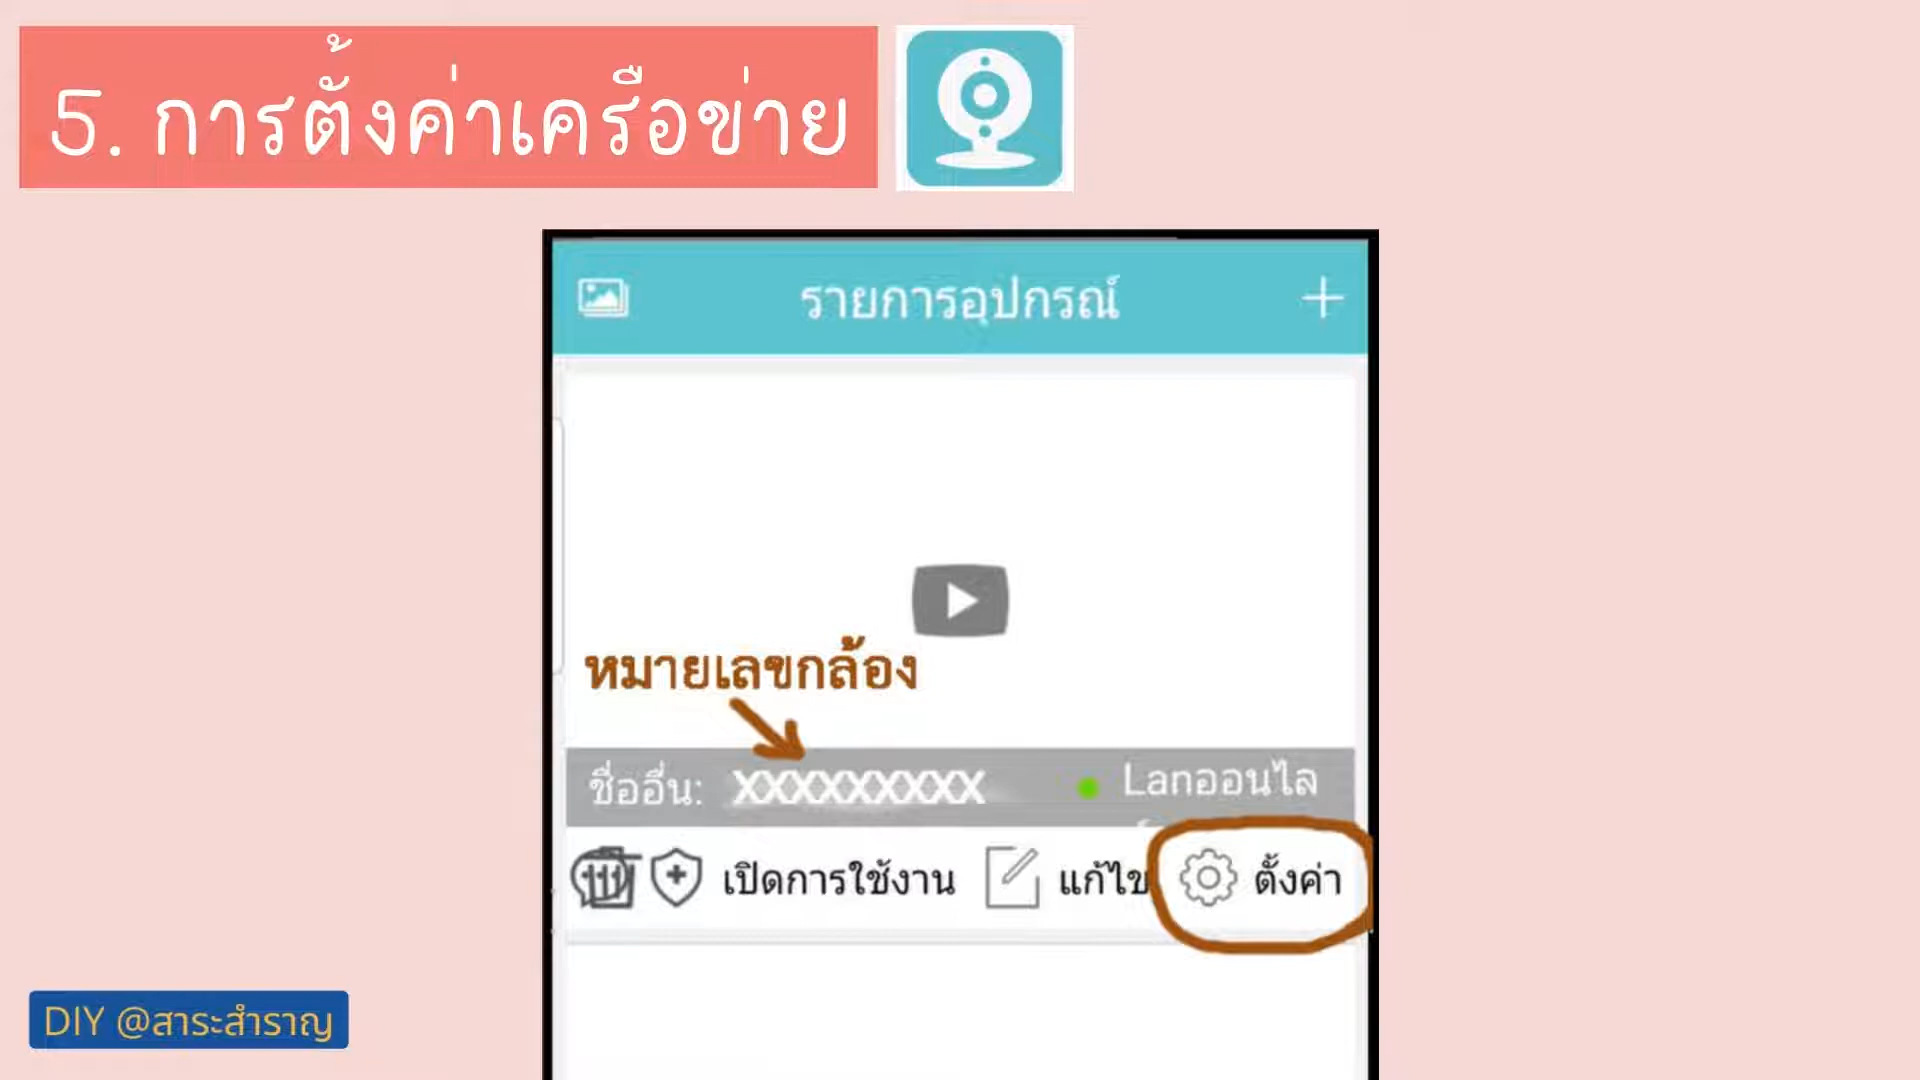 5. การตั้งค่าเครือข่าย
รายการอุปกรณ์
หมายเลขกล้อง
ชื่ออื่น: XXXXXXXXX Lanออนไล
เปิดการใช้งาน แก้ไข ตั้งค่า
DIY @สาระสำราญ